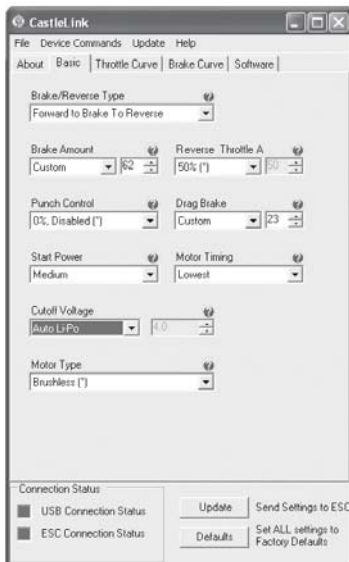 CastleLink
File Device Commands Update Help
About Basic Throttle Curve Brake Curve Software
Brake/Reverse Type
Forward to Brake To Reverse
Brake Amount Reverse Throttle A
Custom 62 50% (*) 50
Punch Control Drag Brake
0%, Disabled (*) Custom 23
Start Power Motor Timing
Medium Lowest
Cutoff Voltage
Auto Li-Po 4.0
Motor Type
Brushless (*)
Connection Status
USB Connection Status Update Send Settings to ESC
ESC Connection Status Defaults Set ALL settings to
Factory Defaults